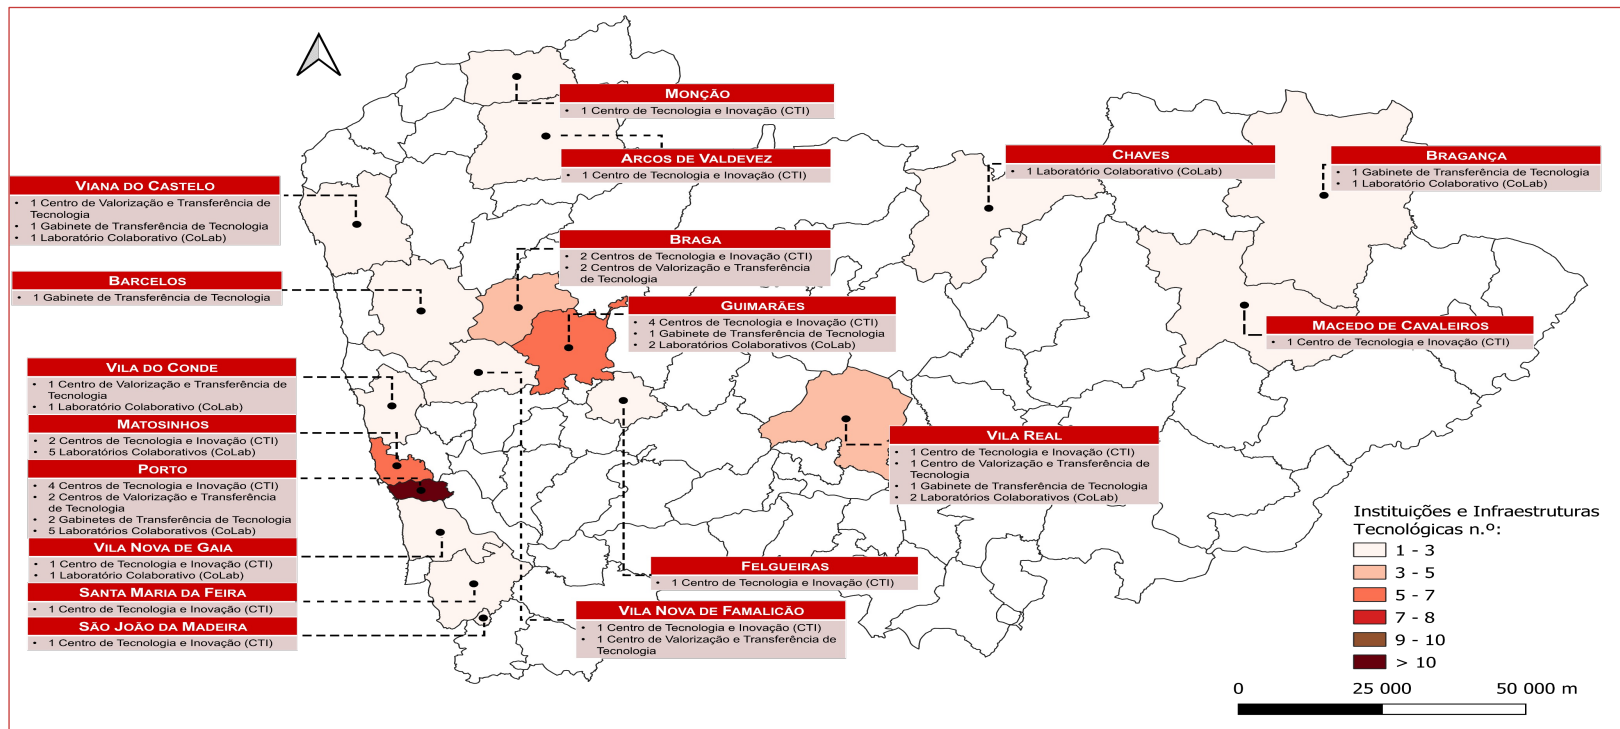 MONÇÃO
• 1 Centro de Tecnologia e Inovação (CTI)
ARCOS DE VALDEVEZ
• 1 Centro de Tecnologia e Inovação (CTI)
CHAVES
• 1 Laboratório Colaborativo (CoLab)
BRAGANÇA
• 1 Gabinete de Transferência de Tecnologia
• 1 Laboratório Colaborativo (CoLab)
VIANA DO CASTELO
• 1 Centro de Valorização e Transferência de
Tecnologia
• 1 Gabinete de Transferência de Tecnologia
• 1 Laboratório Colaborativo (CoLab)
BRAGA
• 2 Centros de Tecnologia e Inovação (CTI)
• 2 Centros de Valorização e Transferência
de Tecnologia
BARCELOS
• 1 Gabinete de Transferência de Tecnologia
GUIMARÃES
• 4 Centros de Tecnologia e Inovação (CTI)
• 1 Gabinete de Transferência de Tecnologia
• 2 Laboratórios Colaborativos (CoLab)
MACEDO DE CAVALEIROS
• 1 Centro de Tecnologia e Inovação (CTI)
VILA DO CONDE
• 1 Centro de Valorização e Transferência de
Tecnologia
• 1 Laboratório Colaborativo (CoLab)
MATOSINHOS
• 2 Centros de Tecnologia e Inovação (CTI)
• 5 Laboratórios Colaborativos (CoLab)
PORTO
• 4 Centros de Tecnologia e Inovação (CTI)
• 2 Centros de Valorização e Transferência
de Tecnologia
• 2 Gabinetes de Transferência de Tecnologia
• 5 Laboratórios Colaborativos (CoLab)
VILA REAL
• 1 Centro de Tecnologia e Inovação (CTI)
• 1 Centro de Valorização e Transferência de
Tecnologia
• 1 Gabinete de Transferência de Tecnologia
• 2 Laboratórios Colaborativos (CoLab)
VILA NOVA DE GAIA
• 1 Centro de Tecnologia e Inovação (CTI)
• 1 Laboratório Colaborativo (CoLab)
SANTA MARIA DA FEIRA
• 1 Centro de Tecnologia e Inovação (CTI)
SÃO JOÃO DA MADEIRA
• 1 Centro de Tecnologia e Inovação (CTI)
FELGUEIRAS
• 1 Centro de Tecnologia e Inovação (CTI)
VILA NOVA DE FAMALICÃO
• 1 Centro de Tecnologia e Inovação (CTI)
• 1 Centro de Valorização e Transferência de
Tecnologia
Instituições e Infraestruturas
Tecnológicas n.º:
1 - 3
3 - 5
5 - 7
7 - 8
9 - 10
> 10
0 25 000 50 000 m